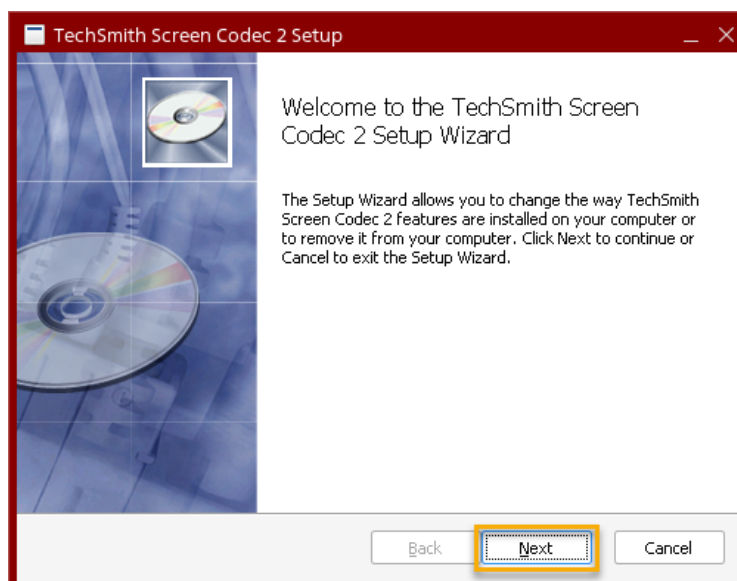 TechSmith Screen Codec 2 Setup
Welcome to the TechSmith Screen
Codec 2 Setup Wizard
The Setup Wizard allows you to change the way TechSmith
Screen Codec 2 features are installed on your computer or
to remove it from your computer. Click Next to continue or
Cancel to exit the Setup Wizard.
Back Next Cancel